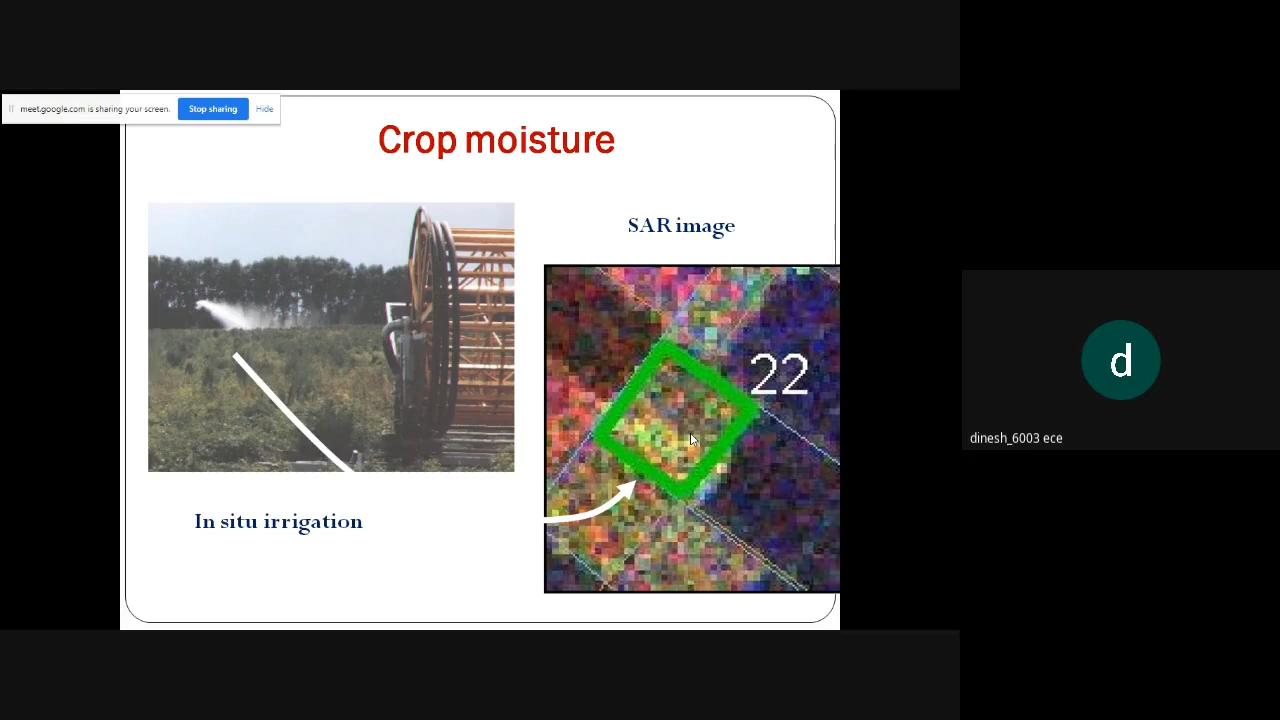 meet.google.com is sharing your screen.
Stop sharing
Hide
Crop moisture
SAR image
22
In situ irrigation
d
dinesh_6003 ece